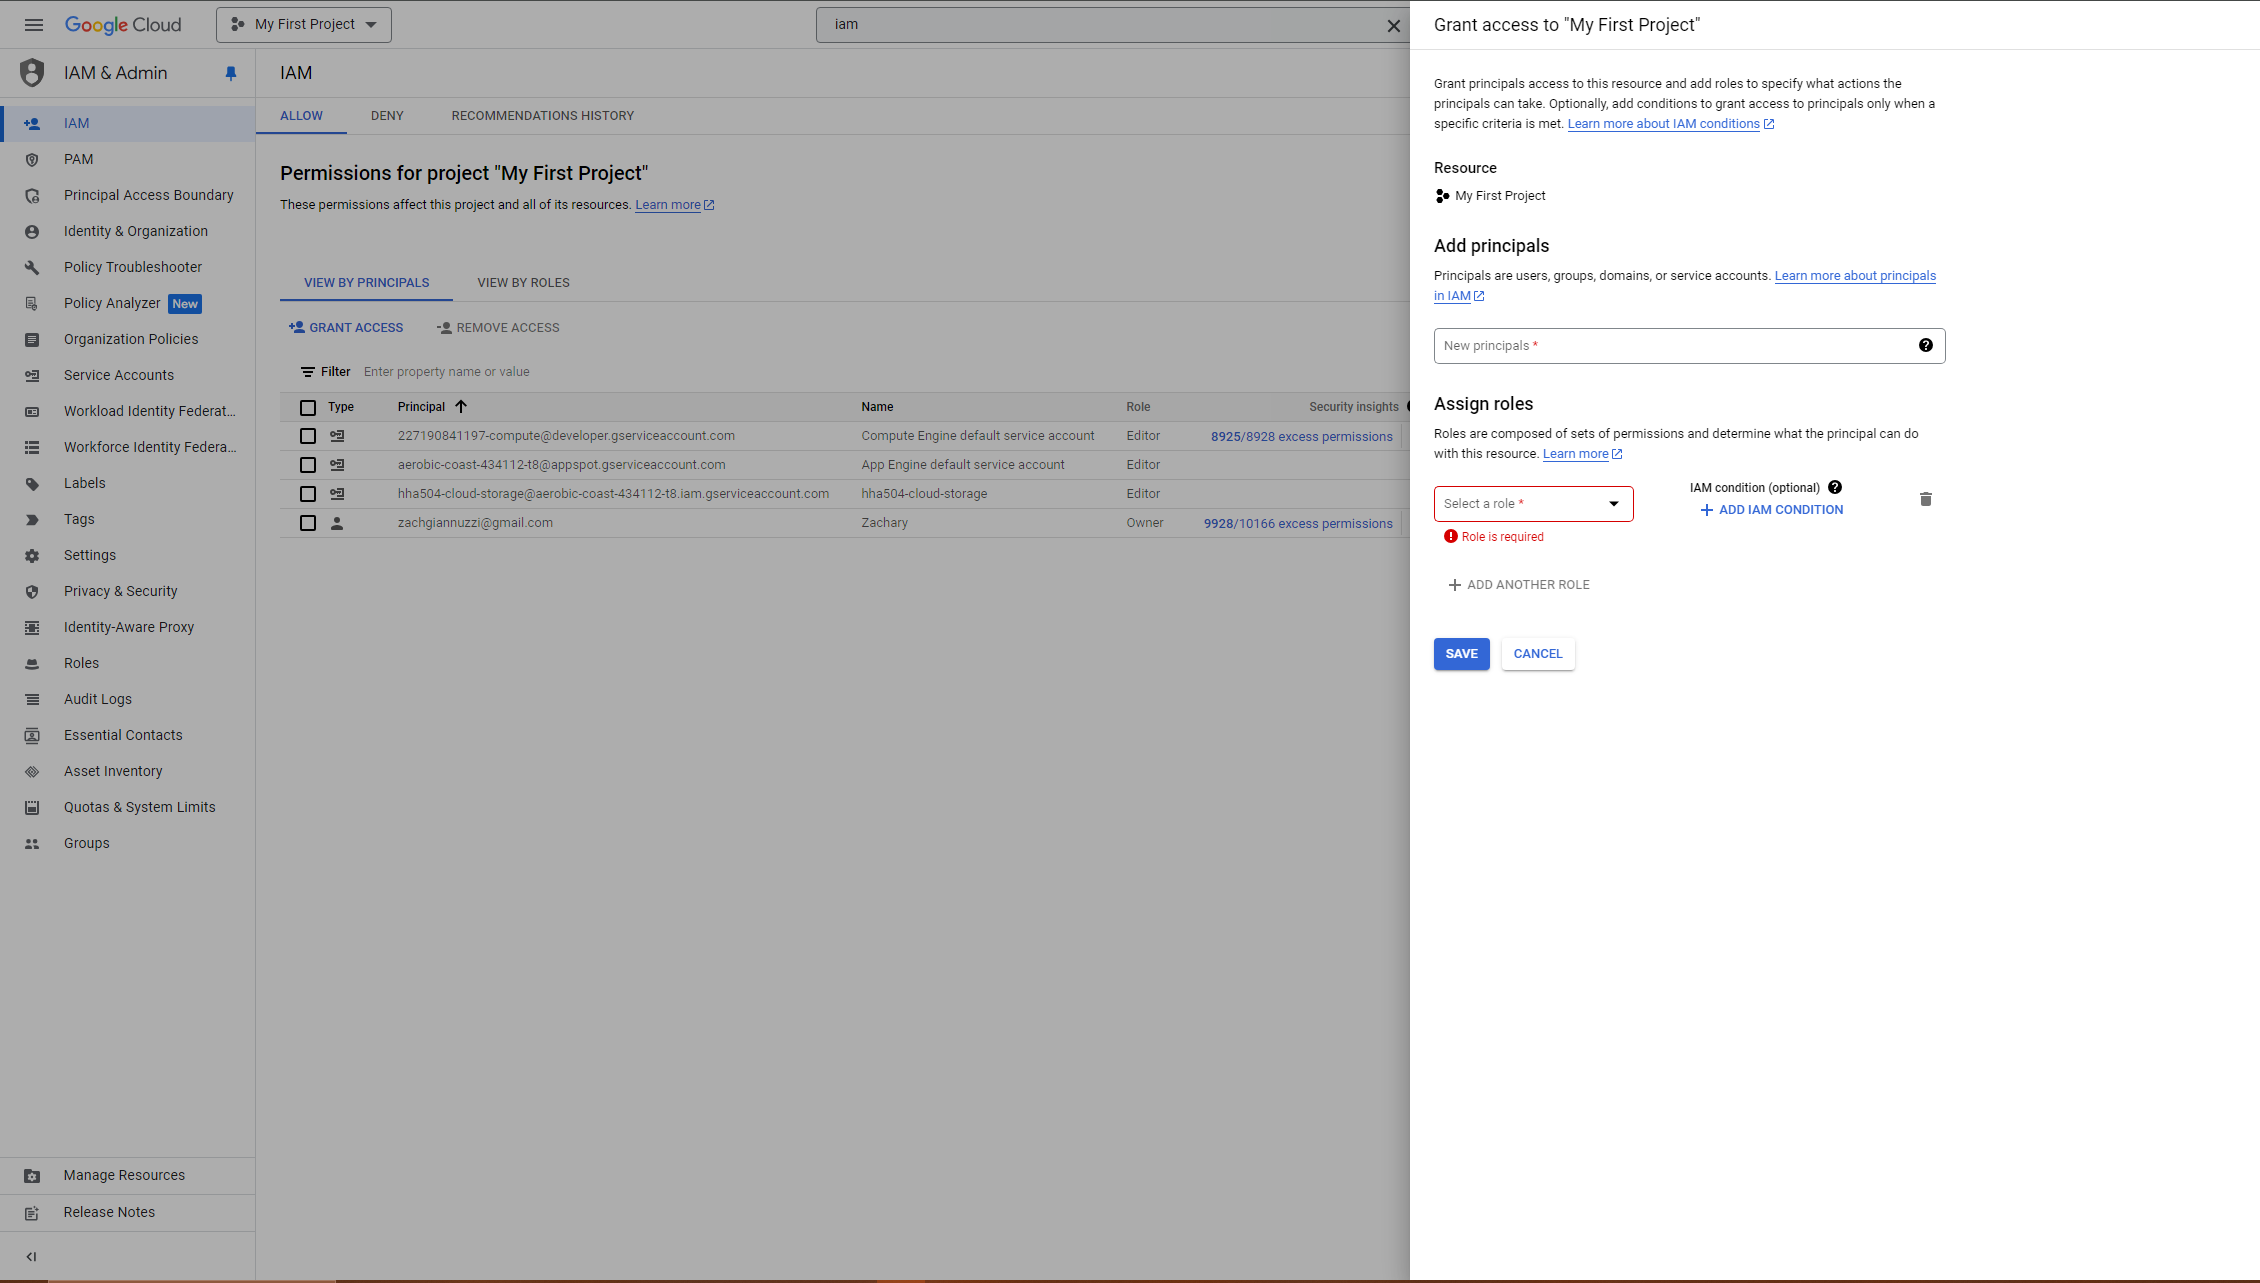 Google Cloud
My First Project
iam
IAM & Admin
IAM
PAM
Principal Access Boundary
Identity & Organization
Policy Troubleshooter
Policy Analyzer New
Organization Policies
Service Accounts
Workload Identity Federat...
Workforce Identity Federa...
Labels
Tags
Settings
Privacy & Security
Identity-Aware Proxy
Roles
Audit Logs
Essential Contacts
Asset Inventory
Quotas & System Limits
Groups
Manage Resources
Release Notes
IAM
ALLOW DENY RECOMMENDATIONS HISTORY
Permissions for project "My First Project"
These permissions affect this project and all of its resources. Learn more
VIEW BY PRINCIPALS VIEW BY ROLES
GRANT ACCESS REMOVE ACCESS
Filter Enter property name or value
Type Principal Name Role Security insights
227190841197-compute@developer.gserviceaccount.com Compute Engine default service account Editor 8925/8928 excess permissions
aerobic-coast-434112-t8@appspot.gserviceaccount.com App Engine default service account Editor
hha504-cloud-storage@aerobic-coast-434112-t8.iam.gserviceaccount.com hha504-cloud-storage Editor
zachgiannuzzi@gmail.com Zachary Owner 9928/10166 excess permissions
Grant access to "My First Project"
Grant principals access to this resource and add roles to specify what actions the
principals can take. Optionally, add conditions to grant access to principals only when a
specific criteria is met. Learn more about IAM conditions
Resource
My First Project
Add principals
Principals are users, groups, domains, or service accounts. Learn more about principals
in IAM
New principals *
Assign roles
Roles are composed of sets of permissions and determine what the principal can do
with this resource. Learn more
Select a role *
IAM condition (optional)
+ ADD IAM CONDITION
Role is required
+ ADD ANOTHER ROLE
SAVE CANCEL